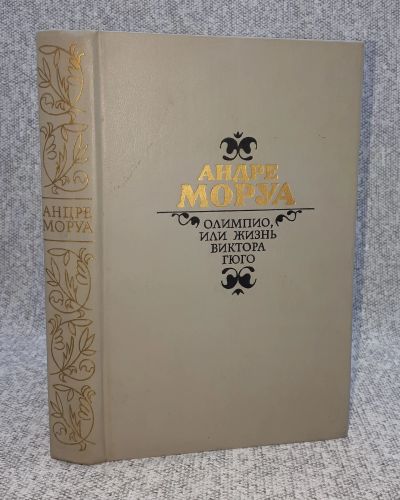 АНДРЕ
МОРУА
АНДРЕ
МОРУА
ОЛИМПИО,
ИЛИ ЖИЗНЬ
ВИКТОРА
ГЮГО